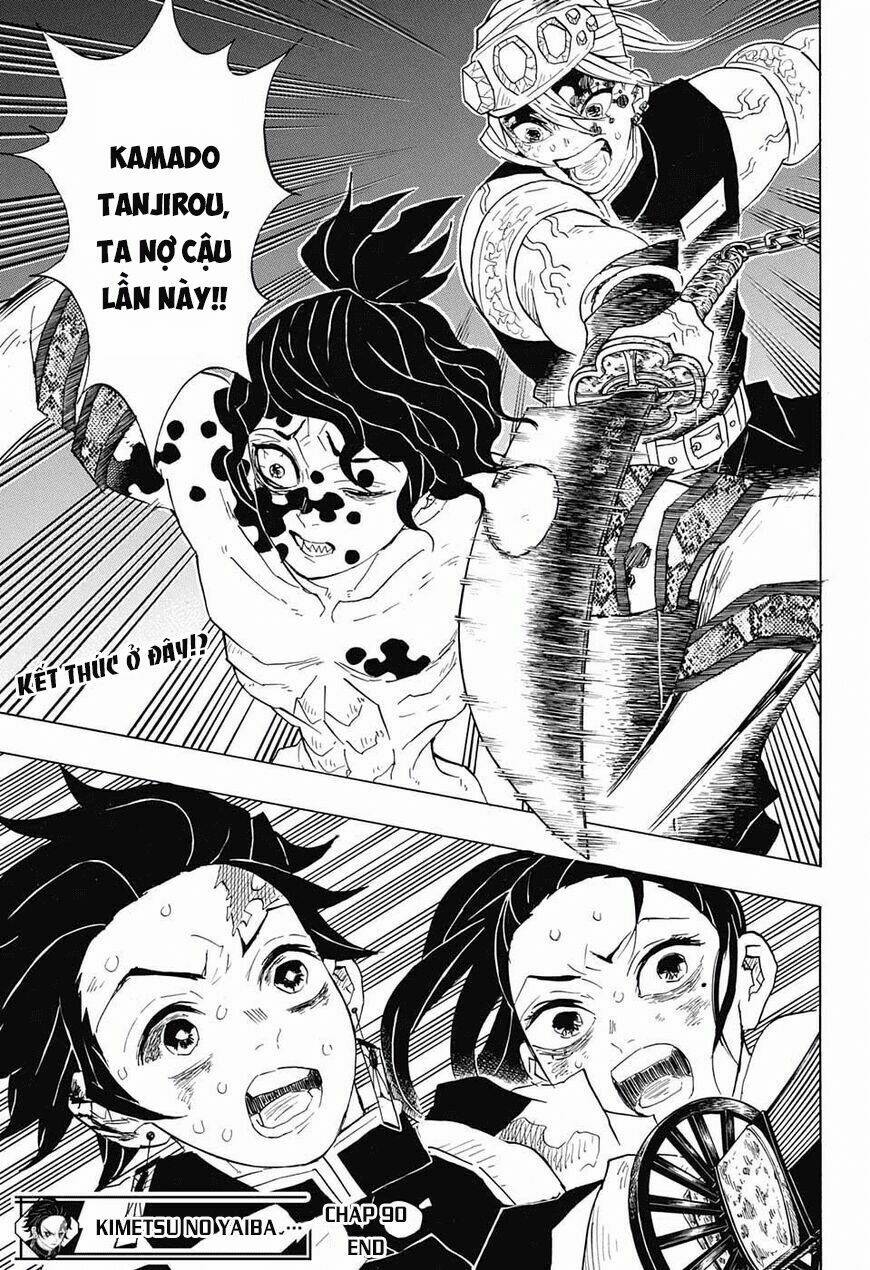 KAMADO
TANJIROU,
TA NỢ CẬU
LẦN NÀY!!
KẾT THÚC Ở ĐÂY!?
KIMETSU NO YAIBA....
CHAP 90
END